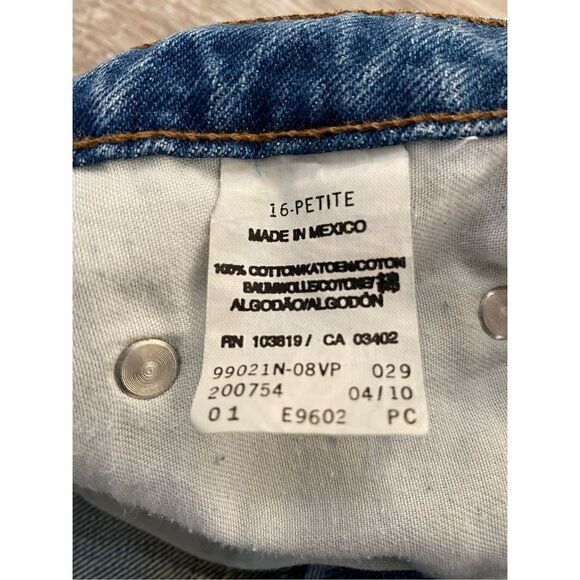 16-PETITE
MADE IN MEXICO
100% COTTON/KATOEN/COTON
BAUMWOLLE/COTONE/
ALGODÃO/ALGODÓN
RN 103819/ CA 03402
99021N-08VP 029
200754 04/10
01 E9602 PC